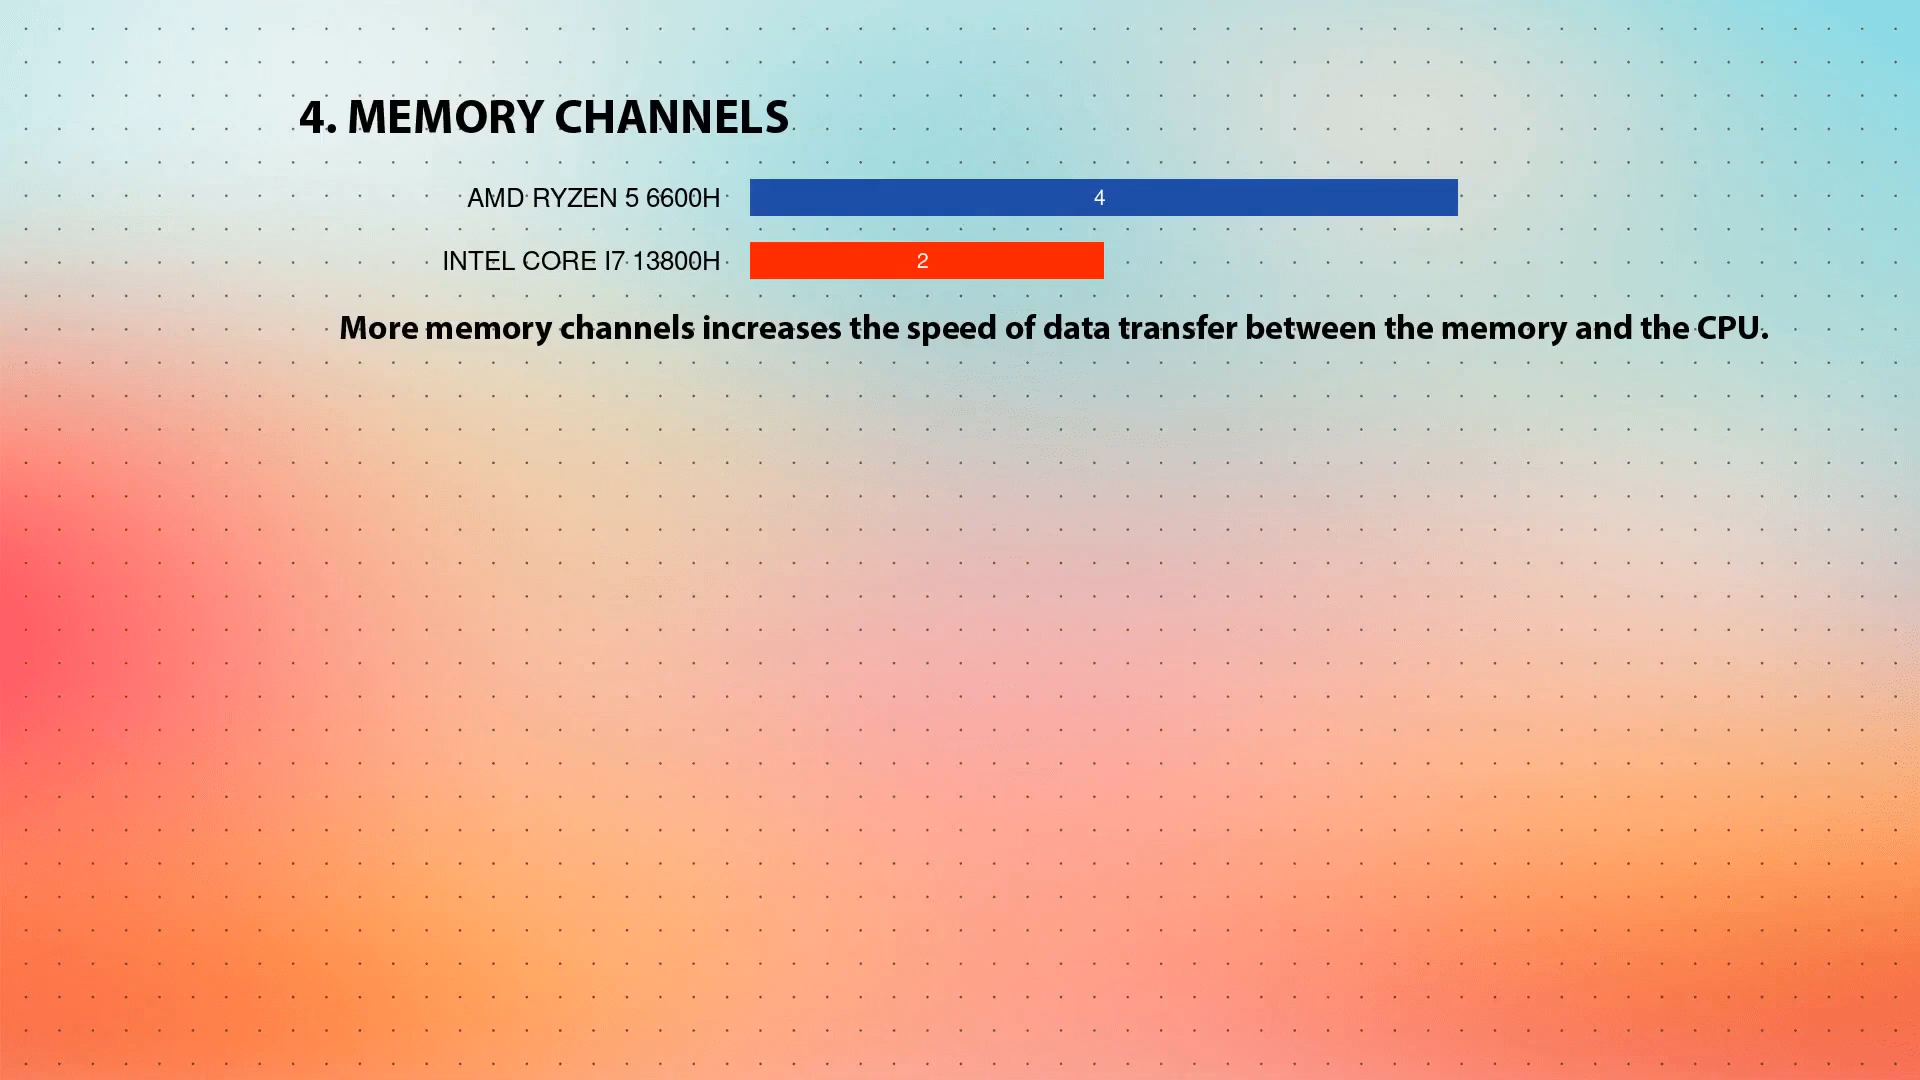 4. MEMORY CHANNELS
AMD RYZEN 5 6600H
4
INTEL CORE I7 13800H
2
More memory channels increases the speed of data transfer between the memory and the CPU.